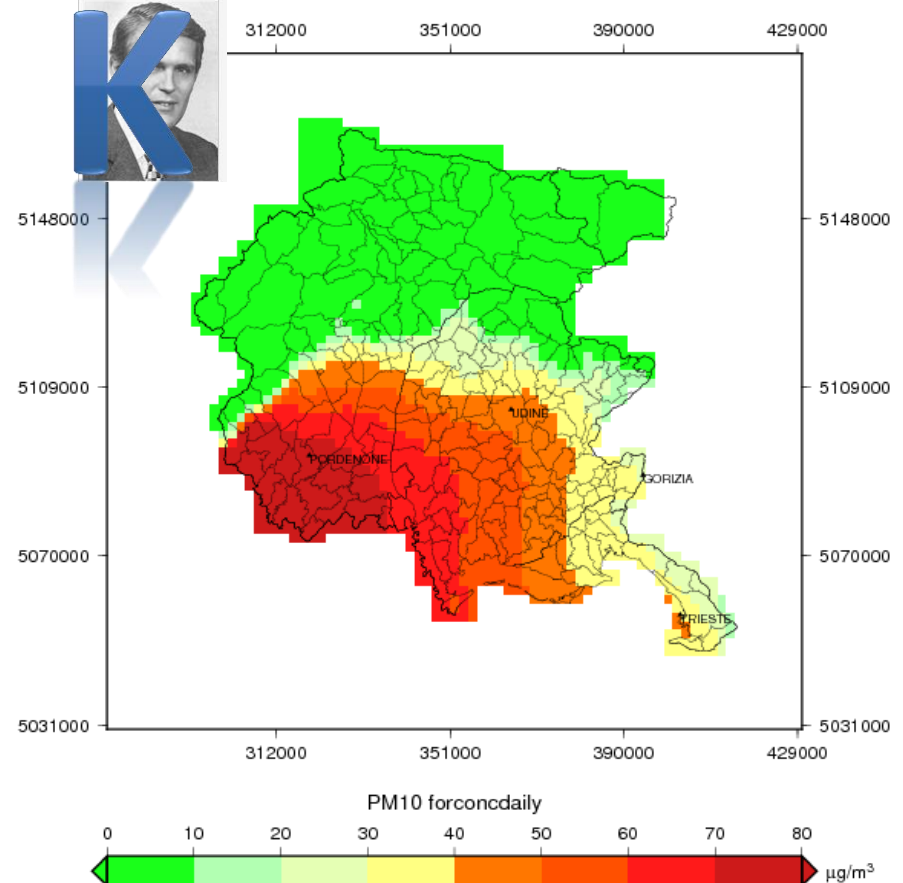 K
312000 351000 390000 429000
5148000 5148000
5109000 5109000
UDINE
PORDENONE
GORIZIA
5070000 5070000
TRIESTE
5031000 5031000
312000 351000 390000 429000
PM10 forconcdaily
0 10 20 30 40 50 60 70 80
µg/m³